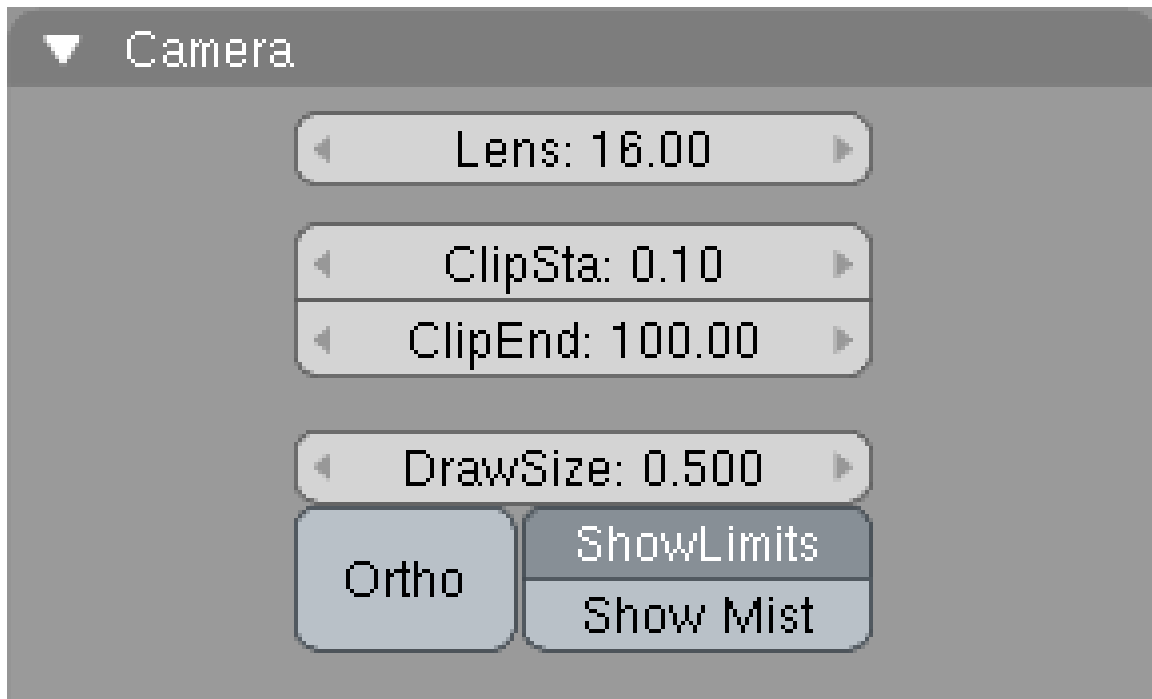 Camera
Lens: 16.00
ClipSta: 0.10
ClipEnd: 100.00
DrawSize: 0.500
Ortho
ShowLimits
Show Mist